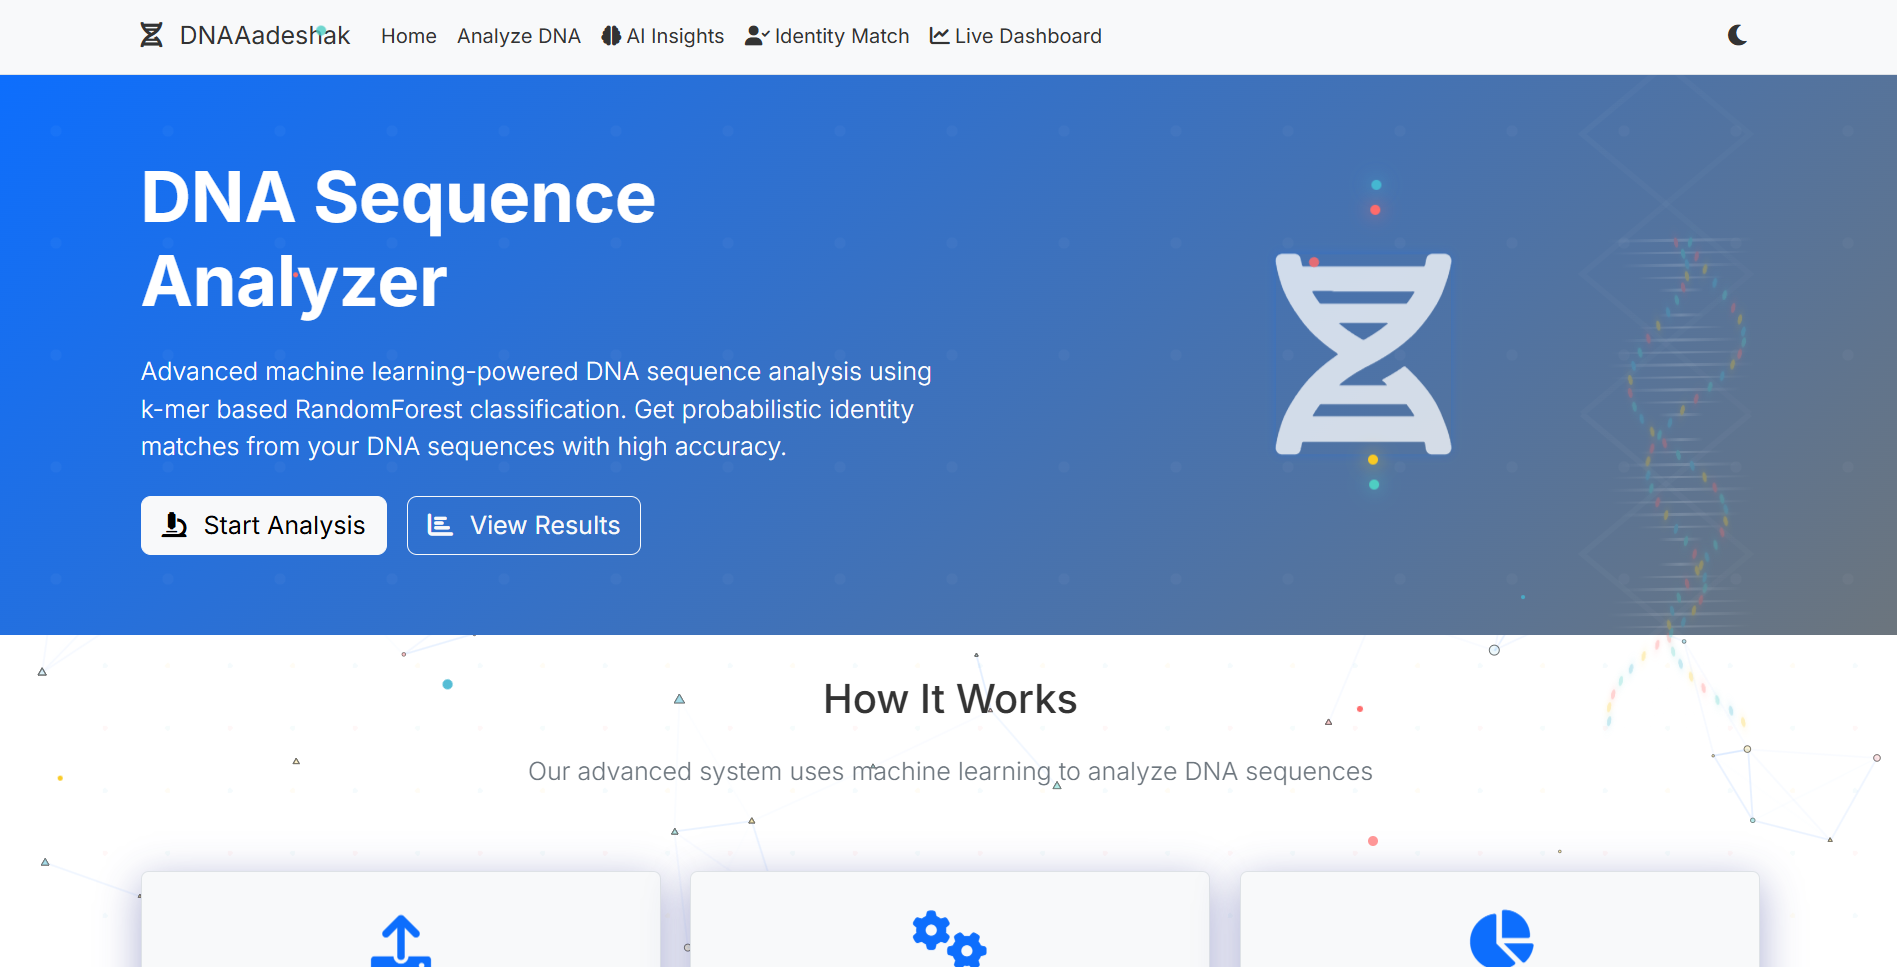 DNAAadeshak
Home
Analyze DNA
AI Insights
Identity Match
Live Dashboard
DNA Sequence
Analyzer
Advanced machine learning-powered DNA sequence analysis using
k-mer based RandomForest classification. Get probabilistic identity
matches from your DNA sequences with high accuracy.
Start Analysis
View Results
How It Works
Our advanced system uses machine learning to analyze DNA sequences